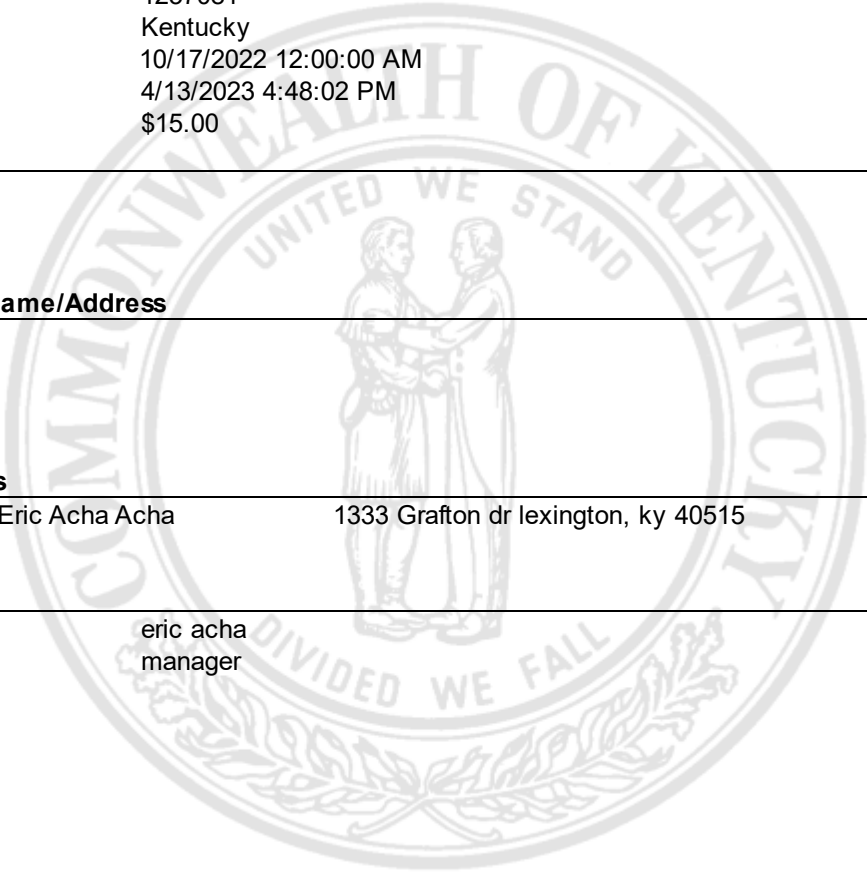 Kentucky
10/17/2022 12:00:00 AM
4/13/2023 4:48:02 PM
$15.00
COMMONWEALTH OF KENTUCKY
UNITED WE STAND
ame/Address
s
Eric Acha Acha 1333 Grafton dr lexington, ky 40515
eric acha
manager
DIVIDED WE FALL